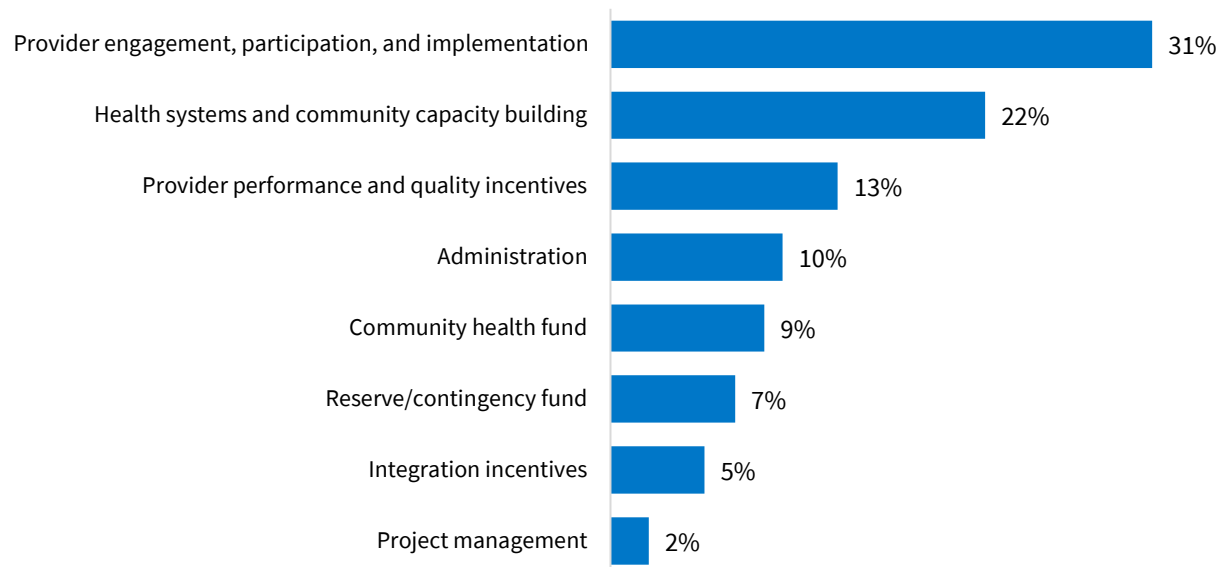 Provider engagement, participation, and implementation 31%
Health systems and community capacity building 22%
Provider performance and quality incentives 13%
Administration 10%
Community health fund 9%
Reserve/contingency fund 7%
Integration incentives 5%
Project management 2%